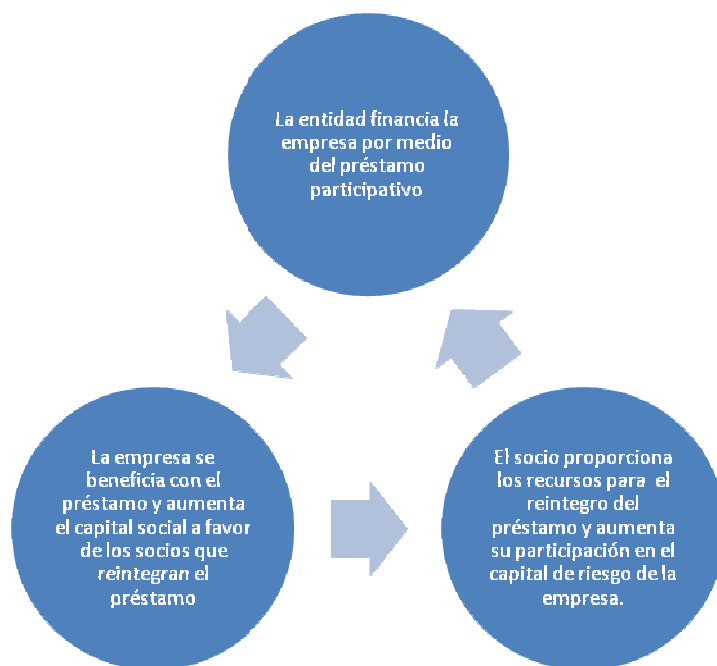 La entidad financia la
empresa por medio
del préstamo
participativo
La empresa se
beneficia con el
préstamo y aumenta
el capital social a favor
de los socios que
reintegran el
préstamo
El socio proporciona
los recursos para el
reintegro del
préstamo y aumenta
su participación en el
capital de riesgo de la
empresa.